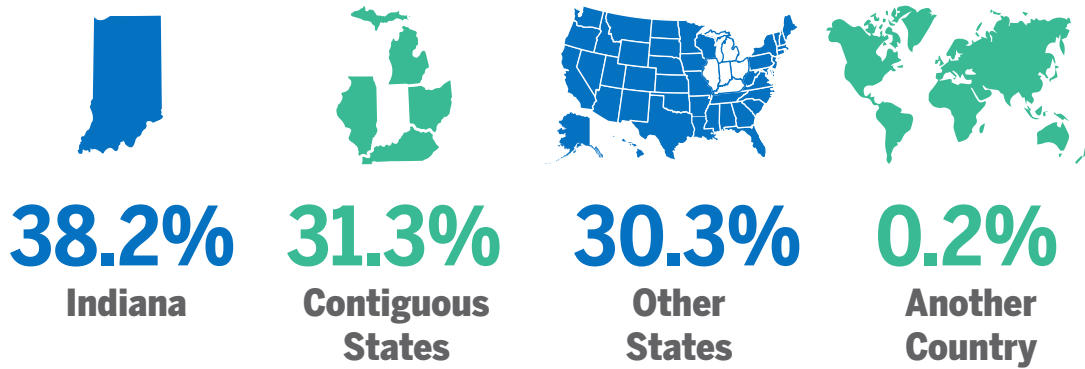 38.2%
Indiana
31.3%
Contiguous
States
30.3%
Other
States
0.2%
Another
Country